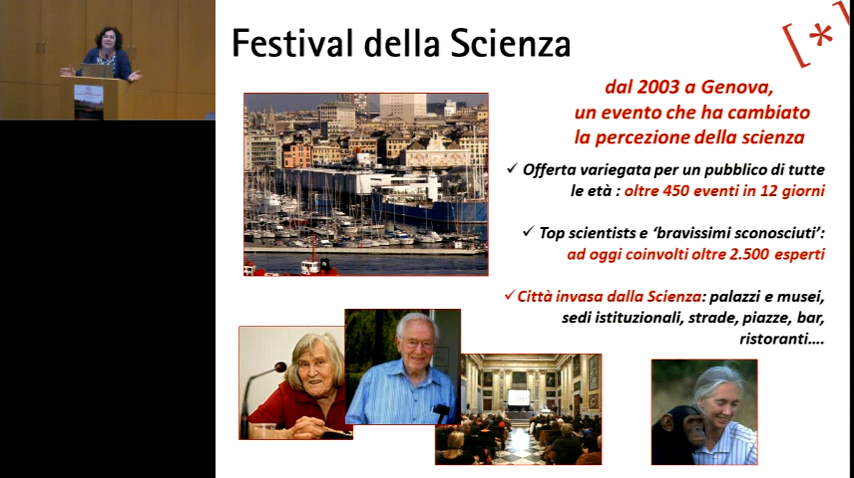 Festival della Scienza
[*]
dal 2003 a Genova,
un evento che ha cambiato
la percezione della scienza
✓ Offerta variegata per un pubblico di tutte
le età : oltre 450 eventi in 12 giorni
✓ Top scientists e ‘bravissimi sconosciuti’:
ad oggi coinvolti oltre 2.500 esperti
✓Città invasa dalla Scienza: palazzi e musei,
sedi istituzionali, strade, piazze, bar,
ristoranti....